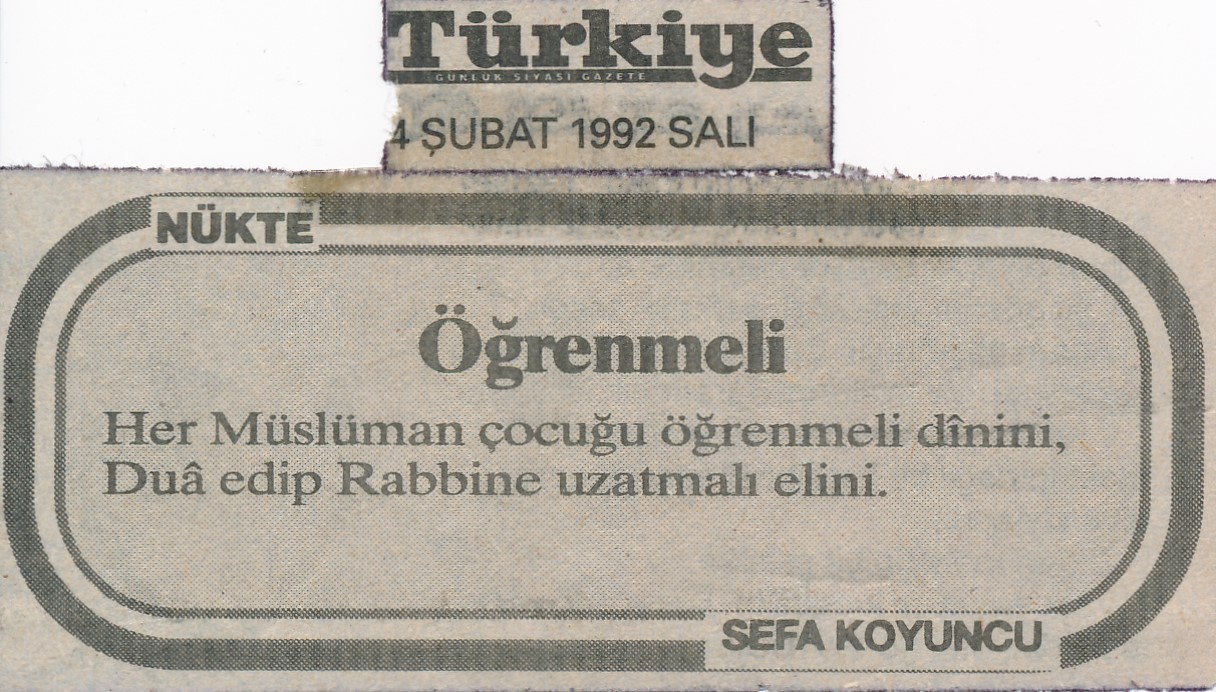 Türkiye
GÜNLÜK SİYASİ GAZETE
4 ŞUBAT 1992 SALI
NÜKTE
Öğrenmeli
Her Müslüman çocuğu öğrenmeli dînini,
Duâ edip Rabbine uzatmalı elini.
SEFA KOYUNCU